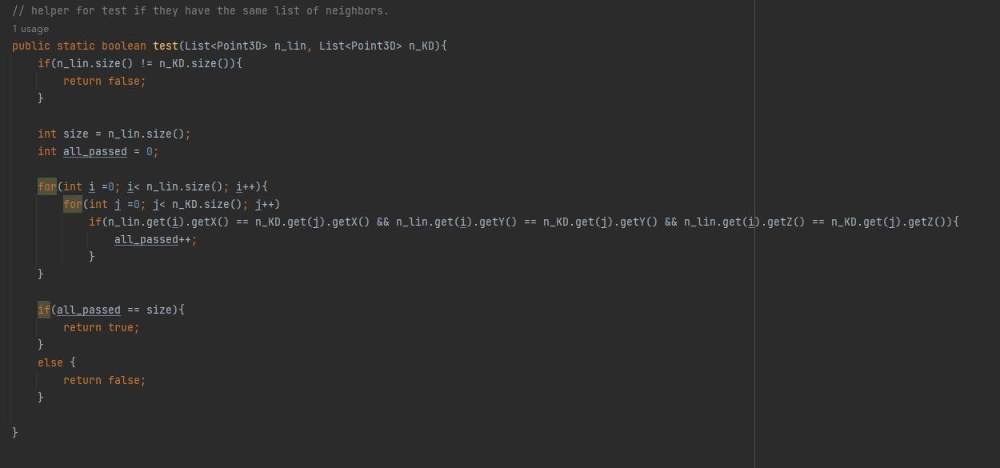 // helper for test if they have the same list of neighbors.
1 usage
public static boolean test(List<Point3D> n_lin, List<Point3D> n_KD){
    if(n_lin.size() != n_KD.size()){
        return false;
    }

    int size = n_lin.size();
    int all_passed = 0;

    for(int i =0; i< n_lin.size(); i++){
        for(int j =0; j< n_KD.size(); j++)
            if(n_lin.get(i).getX() == n_KD.get(j).getX() && n_lin.get(i).getY() == n_KD.get(j).getY() && n_lin.get(i).getZ() == n_KD.get(j).getZ()){
                all_passed++;
            }
    }

    if(all_passed == size){
        return true;
    }
    else {
        return false;
    }

}